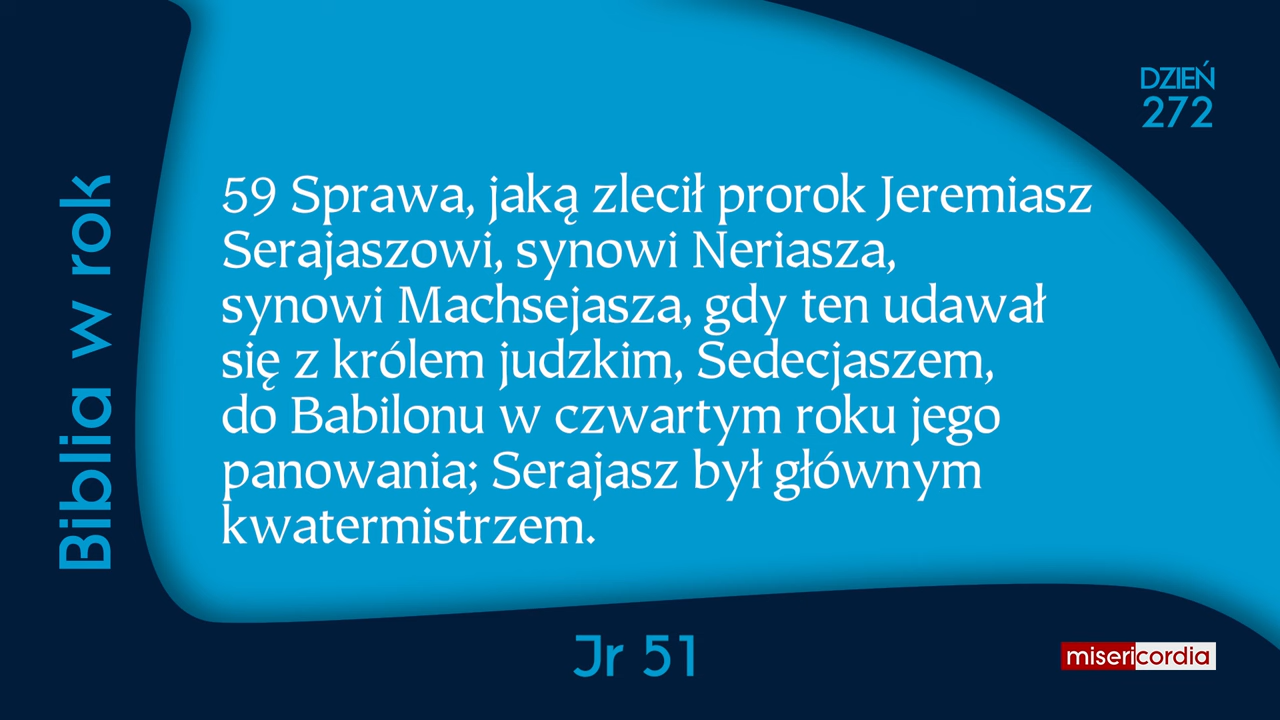 DZIEŃ
272
Biblia w rok
59 Sprawa, jaką zlecił prorok Jeremiasz
Serajaszowi, synowi Neriasza,
synowi Machsejasza, gdy ten udawał
się z królem judzkim, Sedecjaszem,
do Babilonu w czwartym roku jego
panowania; Serajasz był głównym
kwatermistrzem.
Jr 51
misericordia